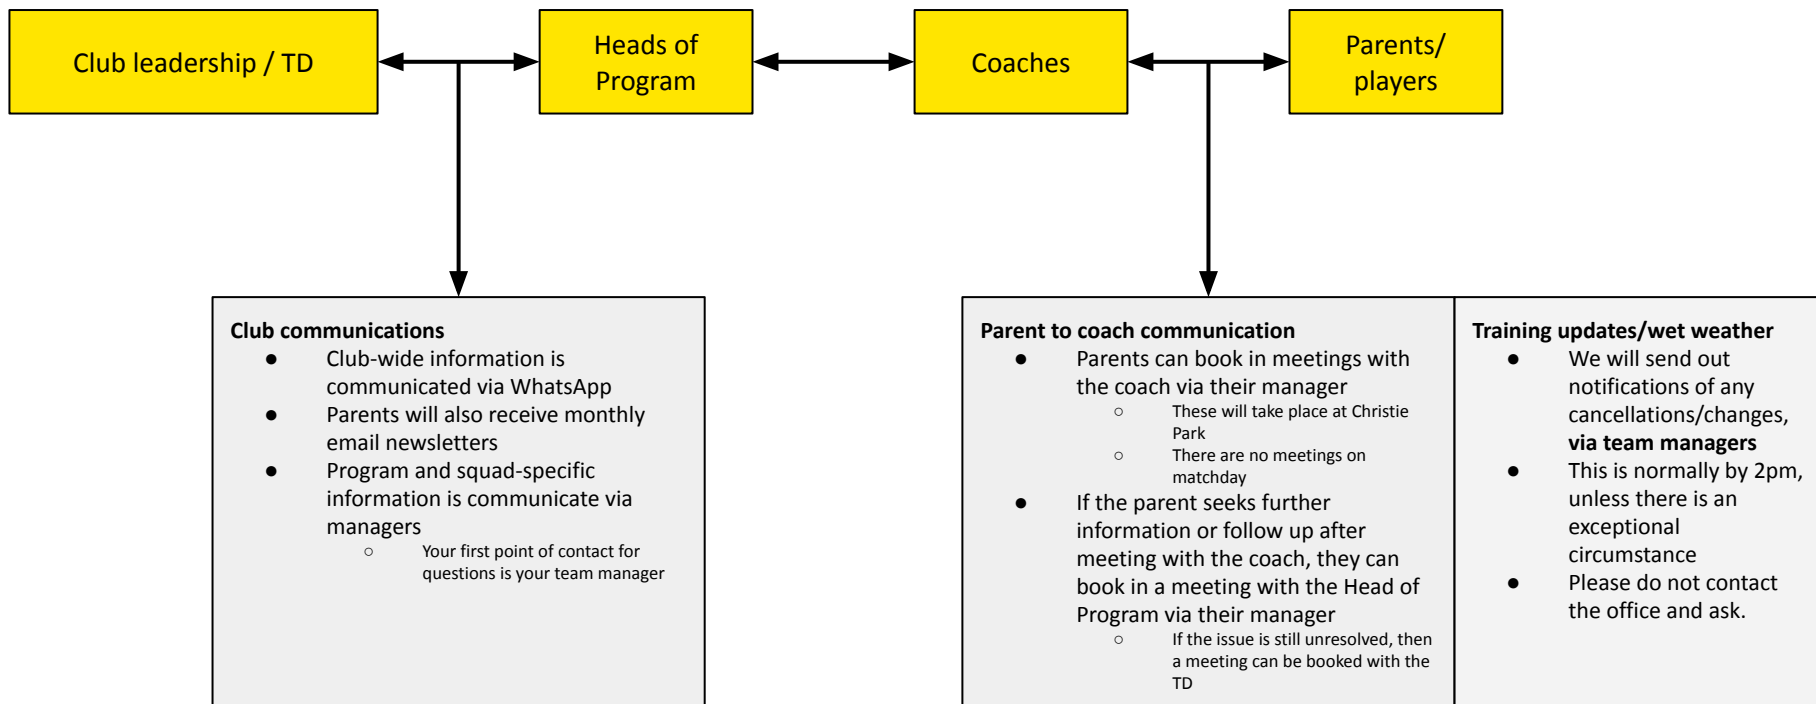 Club leadership / TD
Heads of
Program
Coaches
Parents/
players
Club communications
● Club-wide information is
communicated via WhatsApp
● Parents will also receive monthly
email newsletters
● Program and squad-specific
information is communicate via
managers
○ Your first point of contact for
questions is your team manager
Parent to coach communication
● Parents can book in meetings with
the coach via their manager
○ These will take place at Christie
Park
○ There are no meetings on
matchday
● If the parent seeks further
information or follow up after
meeting with the coach, they can
book in a meeting with the Head of
Program via their manager
○ If the issue is still unresolved, then
a meeting can be booked with the
TD
Training updates/wet weather
● We will send out
notifications of any
cancellations/changes,
via team managers
● This is normally by 2pm,
unless there is an
exceptional
circumstance
● Please do not contact
the office and ask.